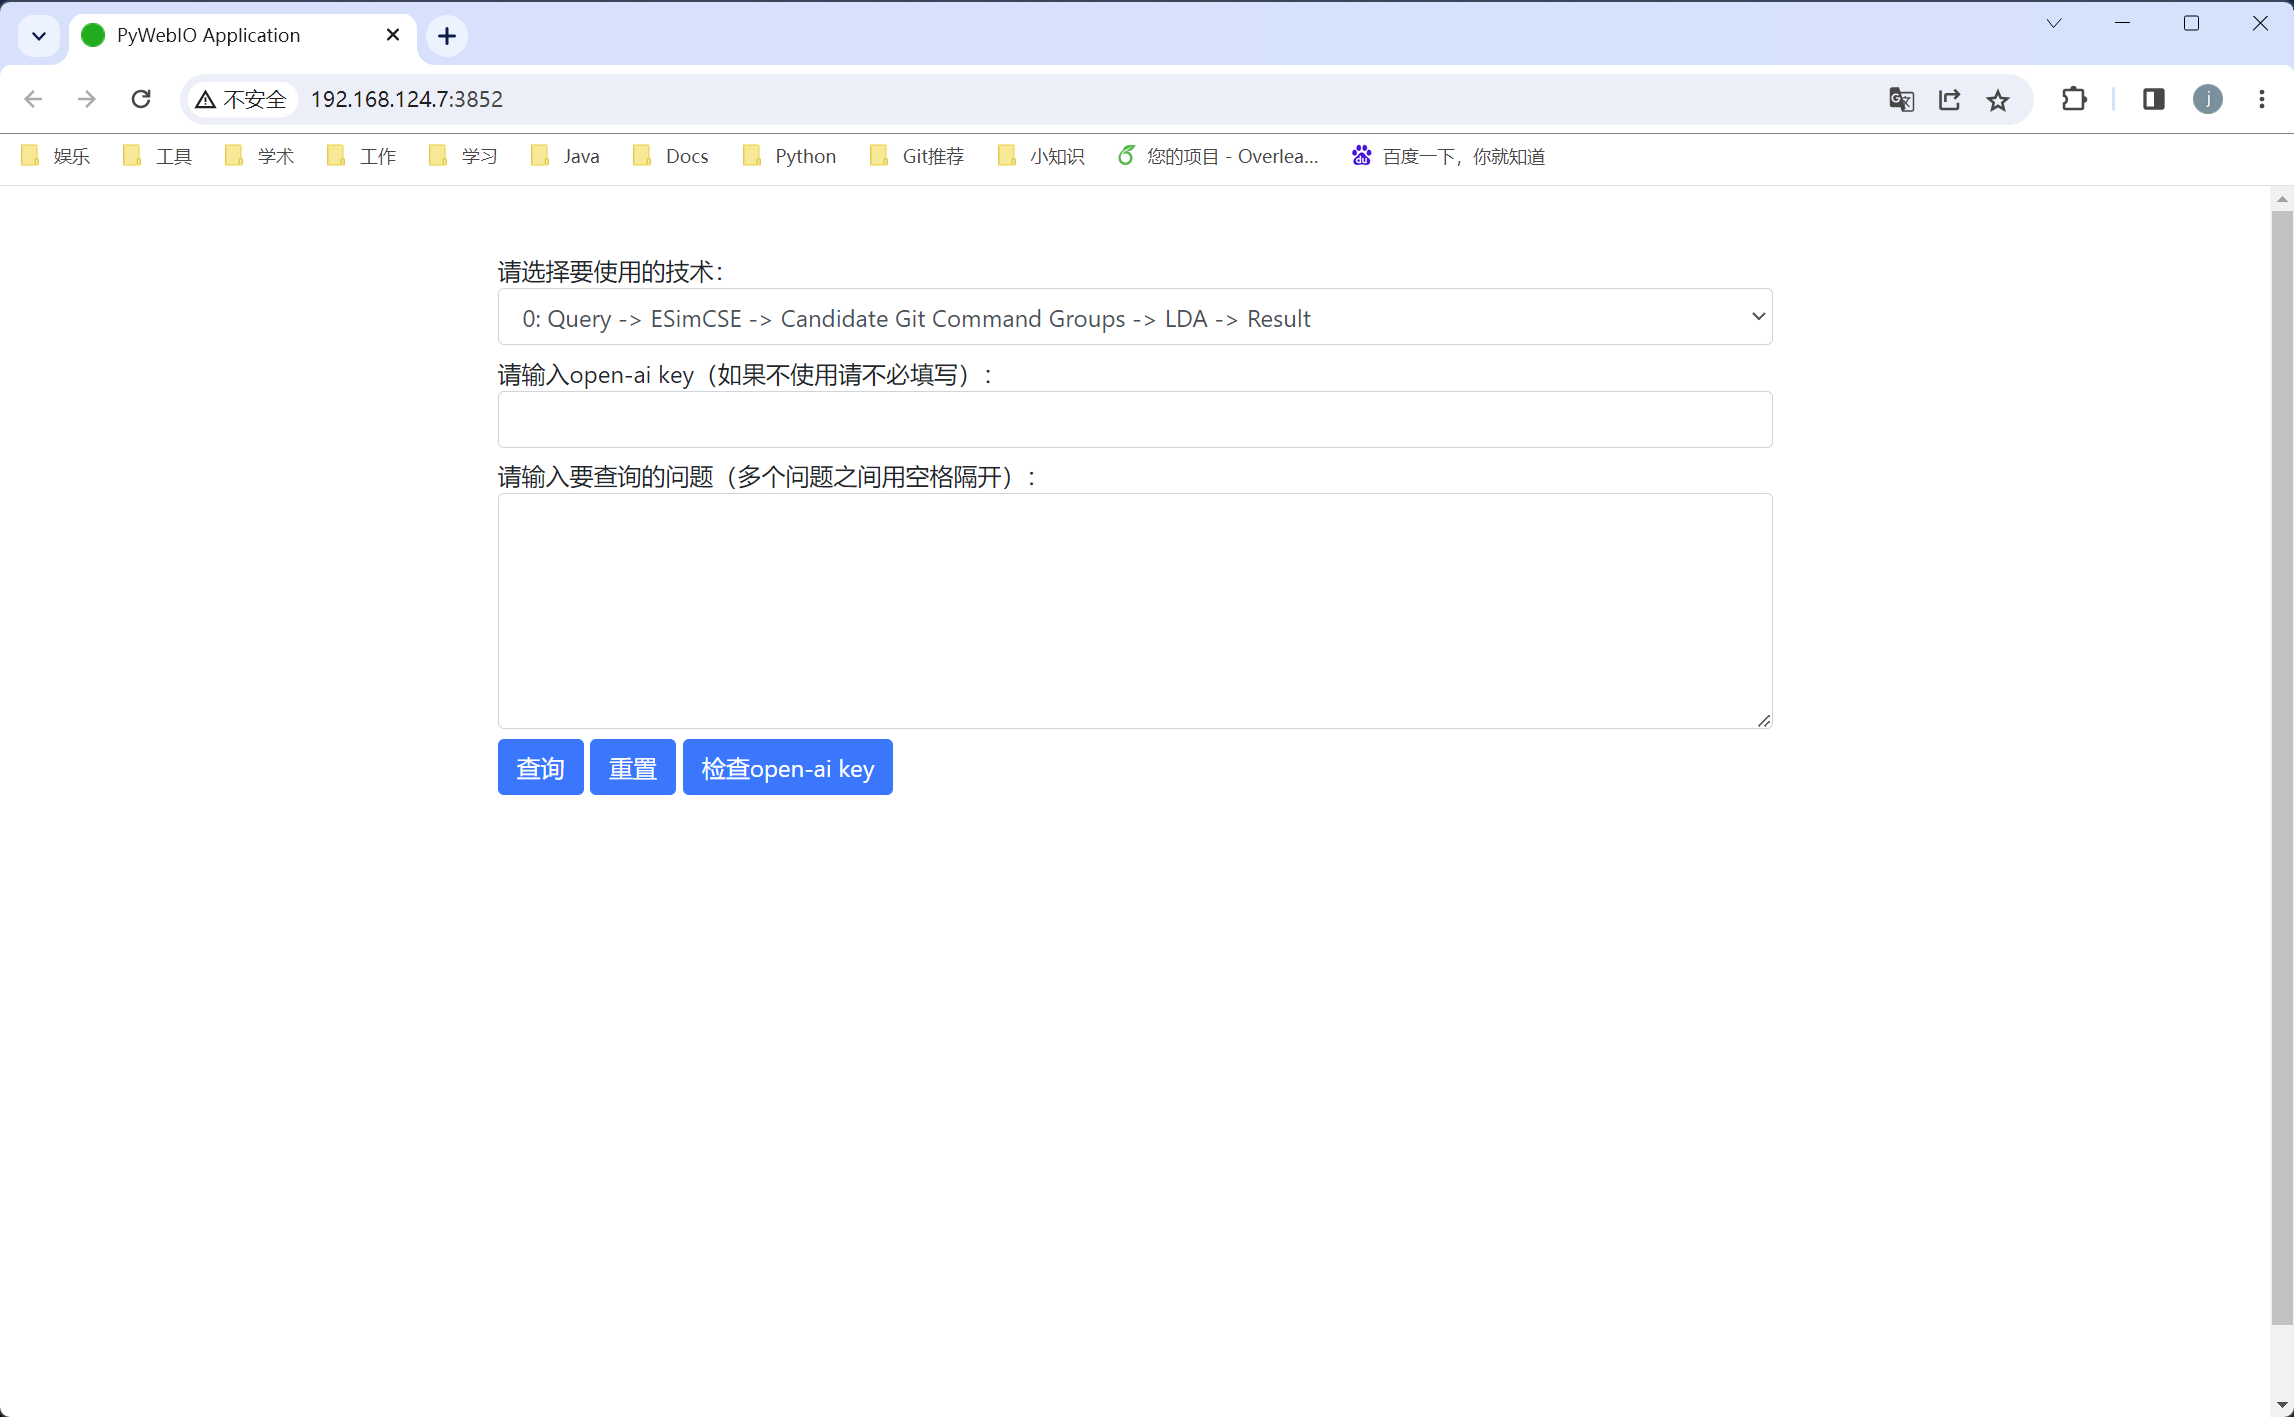 PyWebIO Application
不安全 192.168.124.7:3852 j
娱乐 工具 学术 工作 学习 Java Docs Python Git推荐 小知识 您的项目 - Overlea... 百度一下，你就知道
请选择要使用的技术：
0: Query -> ESimCSE -> Candidate Git Command Groups -> LDA -> Result
请输入open-ai key（如果不使用请不必填写）：
请输入要查询的问题（多个问题之间用空格隔开）：
查询 重置 检查open-ai key